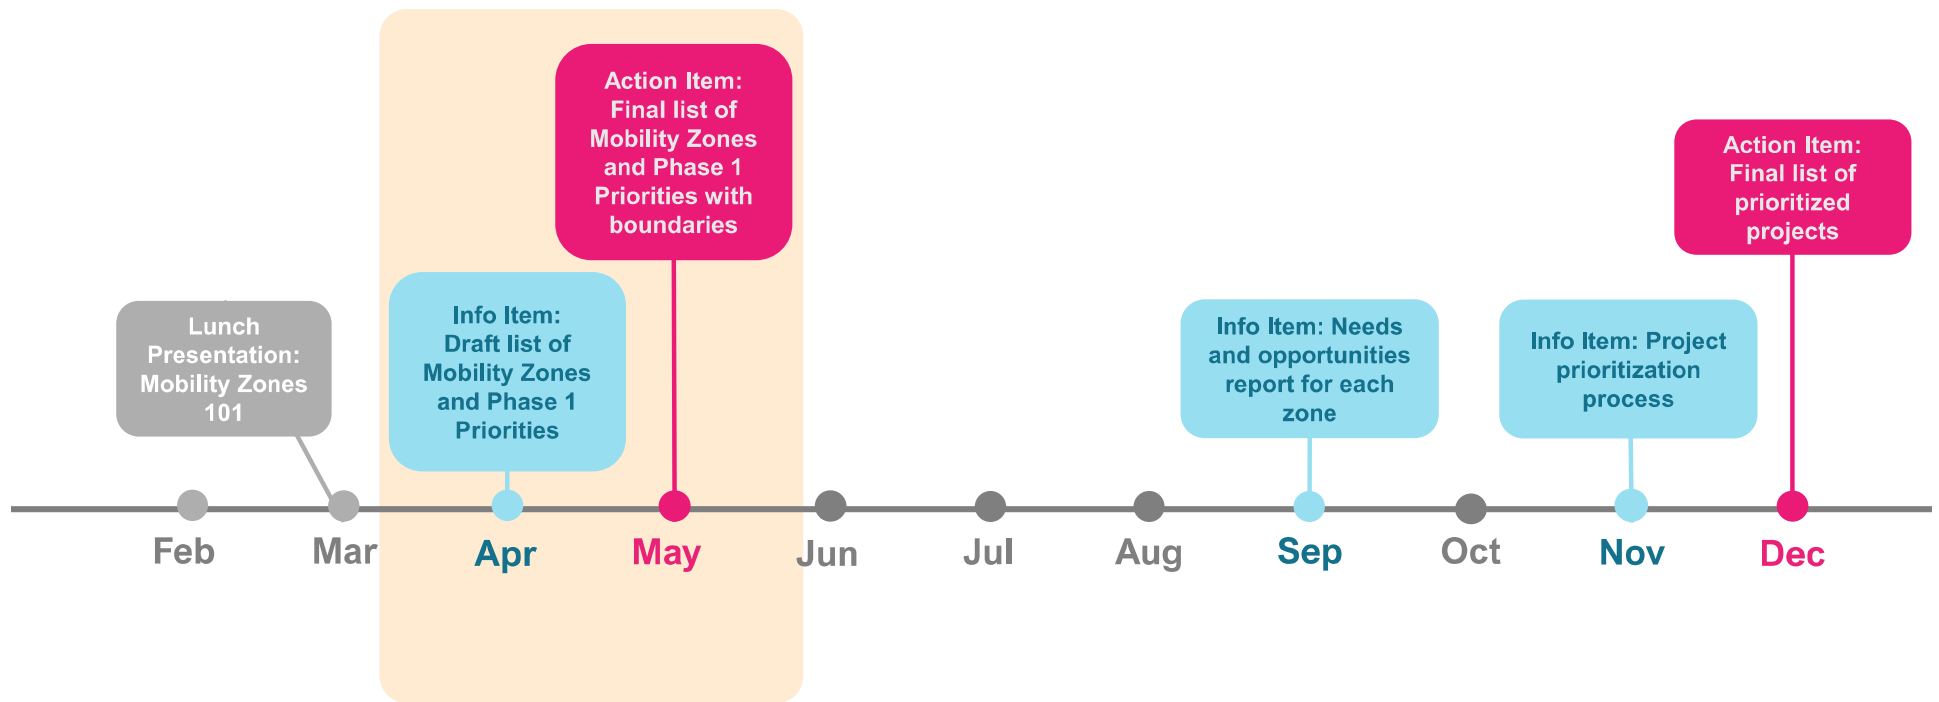 Action Item:
Final list of
Mobility Zones
and Phase 1
Priorities with
boundaries
Action Item:
Final list of
prioritized
projects
Lunch
Presentation:
Mobility Zones
101
Info Item:
Draft list of
Mobility Zones
and Phase 1
Priorities
Info Item: Needs
and opportunities
report for each
zone
Info Item: Project
prioritization
process
Feb
Mar
Apr
May
Jun
Jul
Aug
Sep
Oct
Nov
Dec